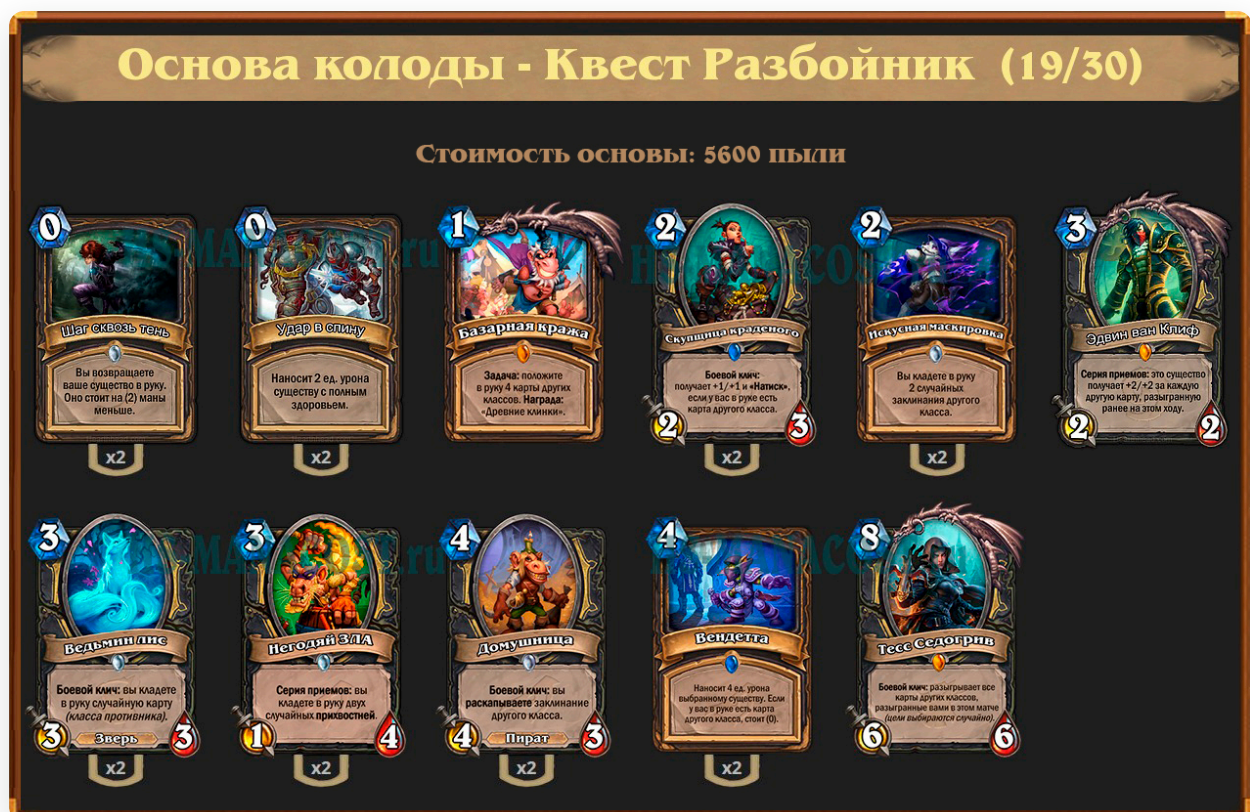 Основа колоды - Квест Разбойник (19/30)
Стоимость основы: 5600 пыли
0
Шаг сквозь тень
Вы возвращаете
ваше существо в руку.
Оно стоит на (2) маны
меньше.
x2
0
Удар в спину
Наносит 2 ед. урона
существу с полным
здоровьем.
x2
1
Базарная кража
Задача: положите
в руку 4 карты других
классов. Награда:
«Древние клинки».
2
Скупщица краденого
Боевой клич:
получает +1/+1 и «Натиск»,
если у вас в руке есть
карта другого класса.
2
3
x2
2
Искусная маскировка
Вы кладете в руку
2 случайных
заклинания другого
класса.
x2
3
Эдвин ван Клиф
Серия приемов: это существо
получает +2/+2 за каждую
другую карту, разыгранную
ранее на этом ходу.
2
2
3
Ведьмин лис
Боевой клич: вы кладете
в руку случайную карту
(класса противника).
3
Зверь
3
x2
3
Негодяй ЗЛА
Серия приемов: вы
кладете в руку двух
случайных прихвостней.
1
4
x2
4
Домушница
Боевой клич: вы
раскапываете заклинание
другого класса.
4
Пират
3
x2
4
Вендетта
Наносит 4 ед. урона
выбранному существу. Если
у вас в руке есть карта
другого класса, стоит (0).
x2
8
Тесс Седогрив
Боевой клич: разыгрывает все
карты других классов,
разыгранные вами в этом матче
(цели выбираются случайно).
6
6